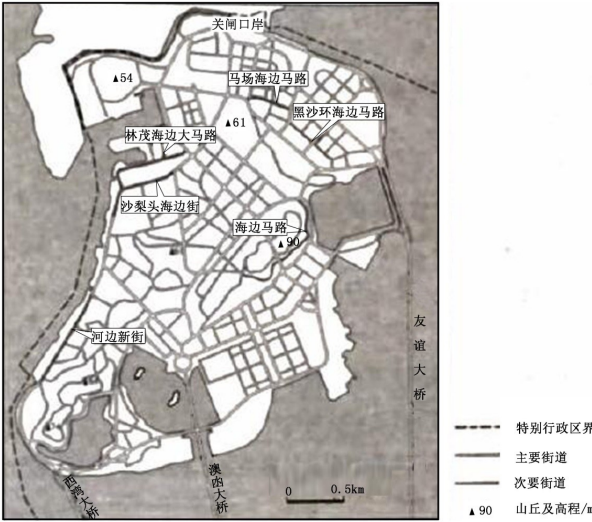 关闸口岸
马场海边马路
▲54
黑沙环海边马路
▲61
林茂海边大马路
沙梨头海边街
海边马路
▲90
河边新街
友谊大桥
西湾大桥
澳氹大桥
0 0.5km
特别行政区界
主要街道
次要街道
▲90 山丘及高程/m